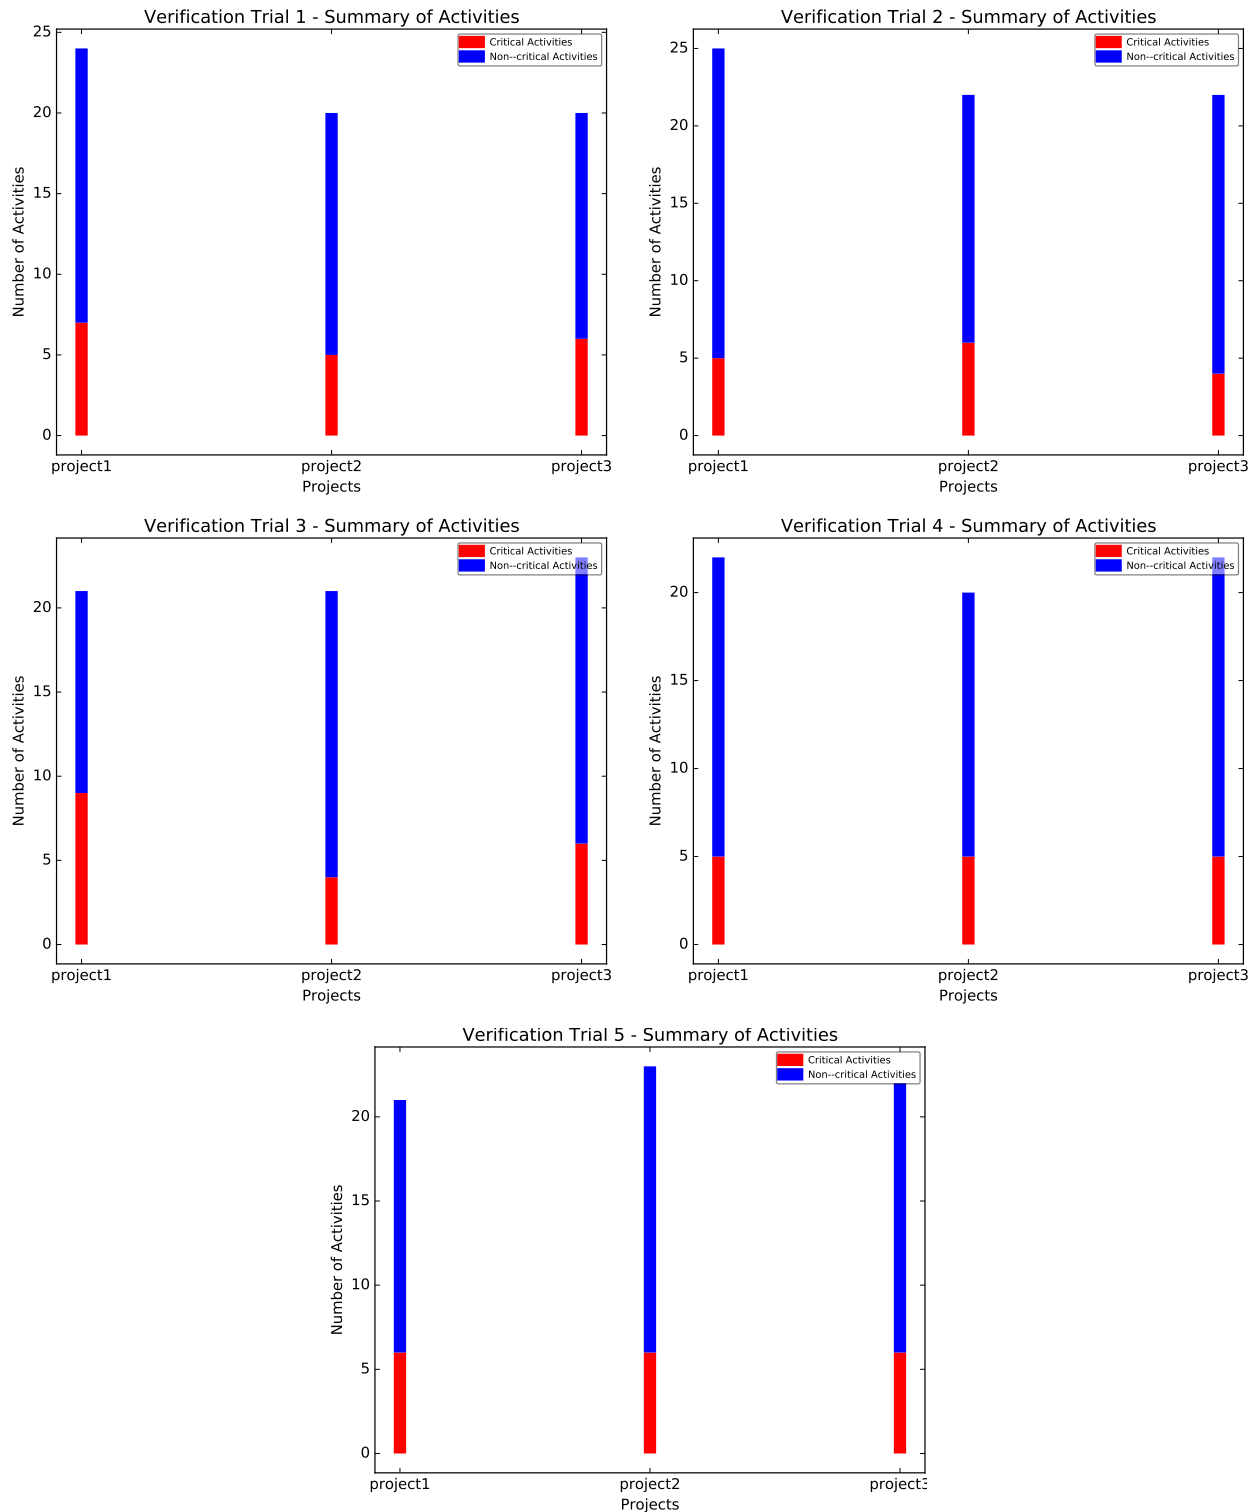 Verification Trial 1 - Summary of Activities
25
20
15
10
5
0
Number of Activities
Critical Activities
Non--critical Activities
project1 project2 project3
Projects
Verification Trial 2 - Summary of Activities
25
20
15
10
5
0
Number of Activities
Critical Activities
Non--critical Activities
project1 project2 project3
Projects
Verification Trial 3 - Summary of Activities
20
15
10
5
0
Number of Activities
Critical Activities
Non--critical Activities
project1 project2 project3
Projects
Verification Trial 4 - Summary of Activities
20
15
10
5
0
Number of Activities
Critical Activities
Non--critical Activities
project1 project2 project3
Projects
Verification Trial 5 - Summary of Activities
20
15
10
5
0
Number of Activities
Critical Activities
Non--critical Activities
project1 project2 project3
Projects